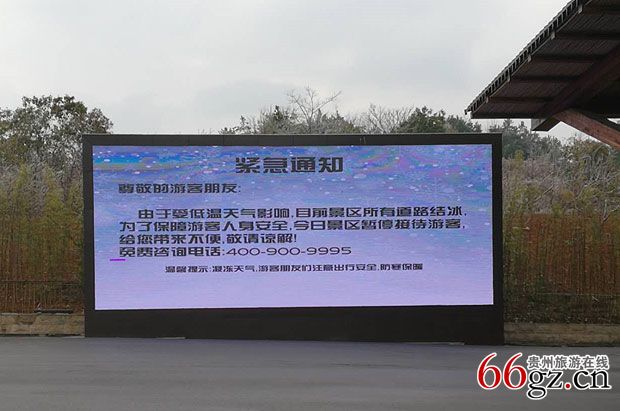 紧急通知
尊敬的游客朋友:
由于受低温天气影响,目前景区所有道路结冰,
为了保障游客人身安全,今日景区暂停接待游客,
给您带来不便,敬请谅解!
免费咨询电话:400-900-9995
温馨提示:凝冻天气,游客朋友们注意出行安全,防寒保暖
贵州旅游在线
66gz.cn